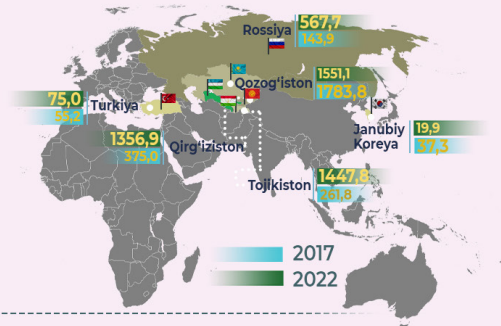 Rossiya
567,7
143,9
Qozog‘iston
1551,1
1783,8
75,0
55,2
Turkiya
1356,9
375,0
Qirg‘iziston
Janubiy
Koreya
19,9
37,3
Tojikiston
1447,8
261,8
2017
2022